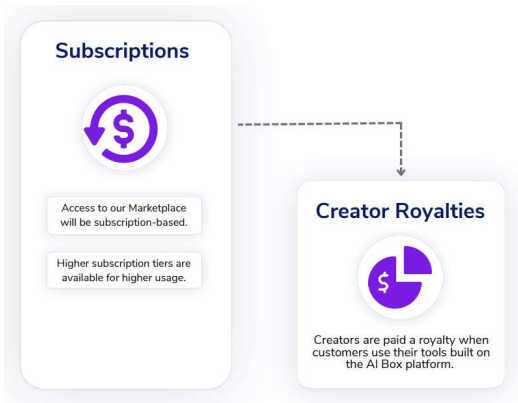 Subscriptions
$
Access to our Marketplace
will be subscription-based.
Higher subscription tiers are
available for higher usage.
Creator Royalties
$
Creators are paid a royalty when
customers use their tools built on
the AI Box platform.